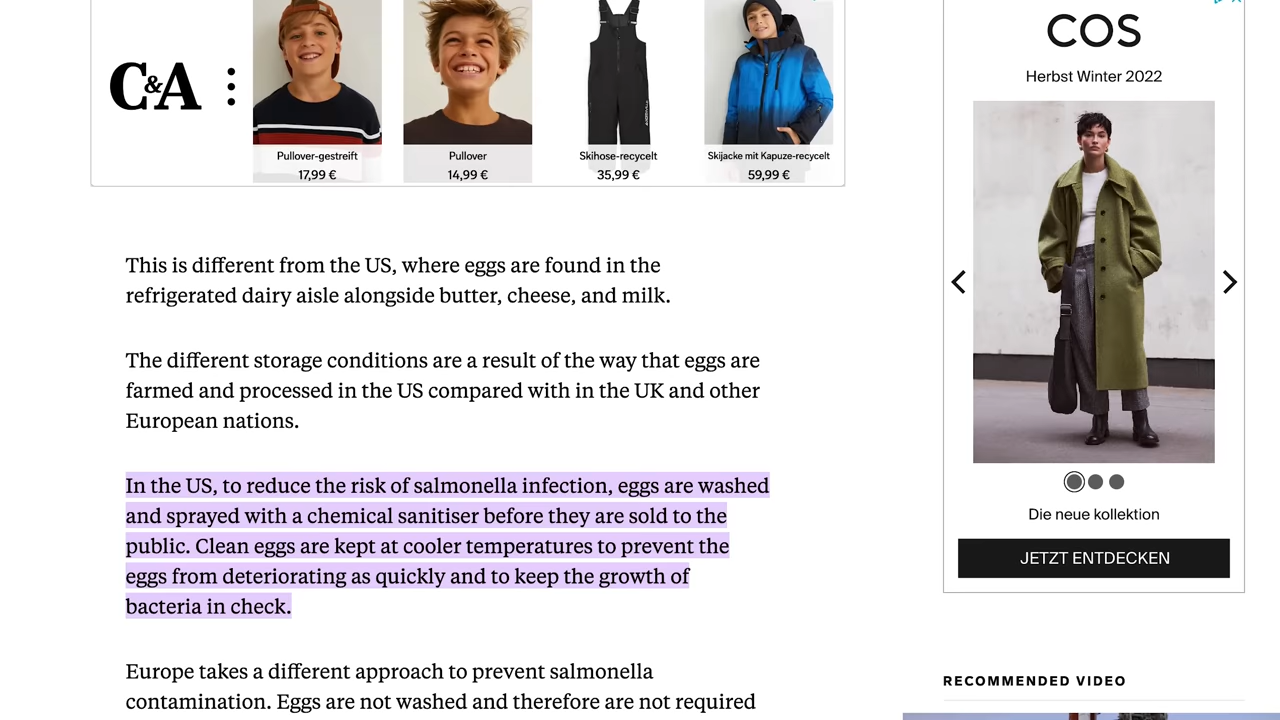 C&A
Pullover-gestreift
17,99 €
Pullover
14,99 €
Skihose-recycelt
35,99 €
Skijacke mit Kapuze-recycelt
59,99 €
This is different from the US, where eggs are found in the
refrigerated dairy aisle alongside butter, cheese, and milk.
The different storage conditions are a result of the way that eggs are
farmed and processed in the US compared with in the UK and other
European nations.
In the US, to reduce the risk of salmonella infection, eggs are washed
and sprayed with a chemical sanitiser before they are sold to the
public. Clean eggs are kept at cooler temperatures to prevent the
eggs from deteriorating as quickly and to keep the growth of
bacteria in check.
Europe takes a different approach to prevent salmonella
contamination. Eggs are not washed and therefore are not required
COS
Herbst Winter 2022
Die neue kollektion
JETZT ENTDECKEN
RECOMMENDED VIDEO